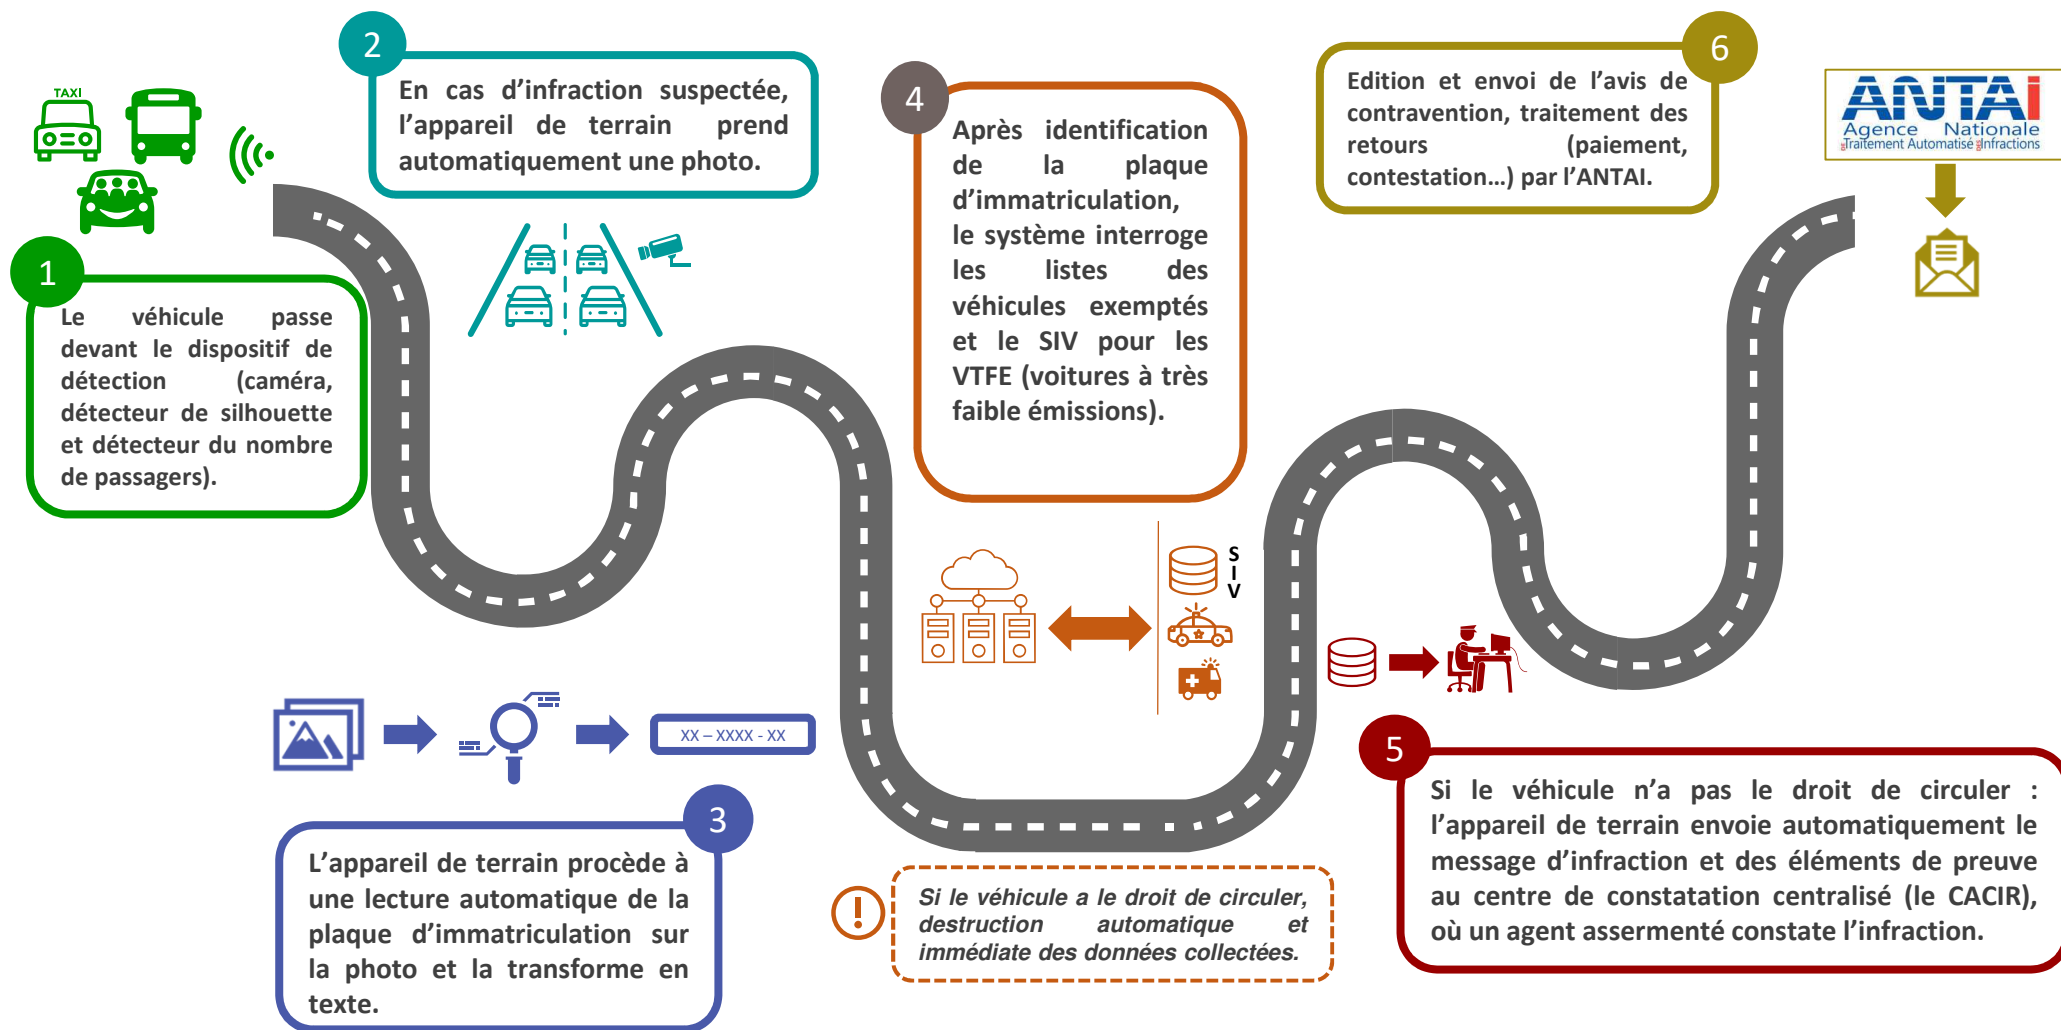 TAXI
1
Le véhicule passe
devant le dispositif de
détection (caméra,
détecteur de silhouette
et détecteur du nombre
de passagers).
2
En cas d’infraction suspectée,
l’appareil de terrain prend
automatiquement une photo.
XX – XXXX - XX
3
L’appareil de terrain procède à
une lecture automatique de la
plaque d’immatriculation sur
la photo et la transforme en
texte.
4
Après identification
de la plaque
d’immatriculation,
le système interroge
les listes des
véhicules exemptés
et le SIV pour les
VTFE (voitures à très
faible émissions).
S
I
V
Si le véhicule a le droit de circuler,
destruction automatique et
immédiate des données collectées.
5
Si le véhicule n’a pas le droit de circuler :
l’appareil de terrain envoie automatiquement le
message d’infraction et des éléments de preuve
au centre de constatation centralisé (le CACIR),
où un agent assermenté constate l’infraction.
6
Edition et envoi de l’avis de
contravention, traitement des
retours (paiement,
contestation…) par l’ANTAI.
ANTAI
Agence Nationale
DE Traitement Automatisé DES Infractions